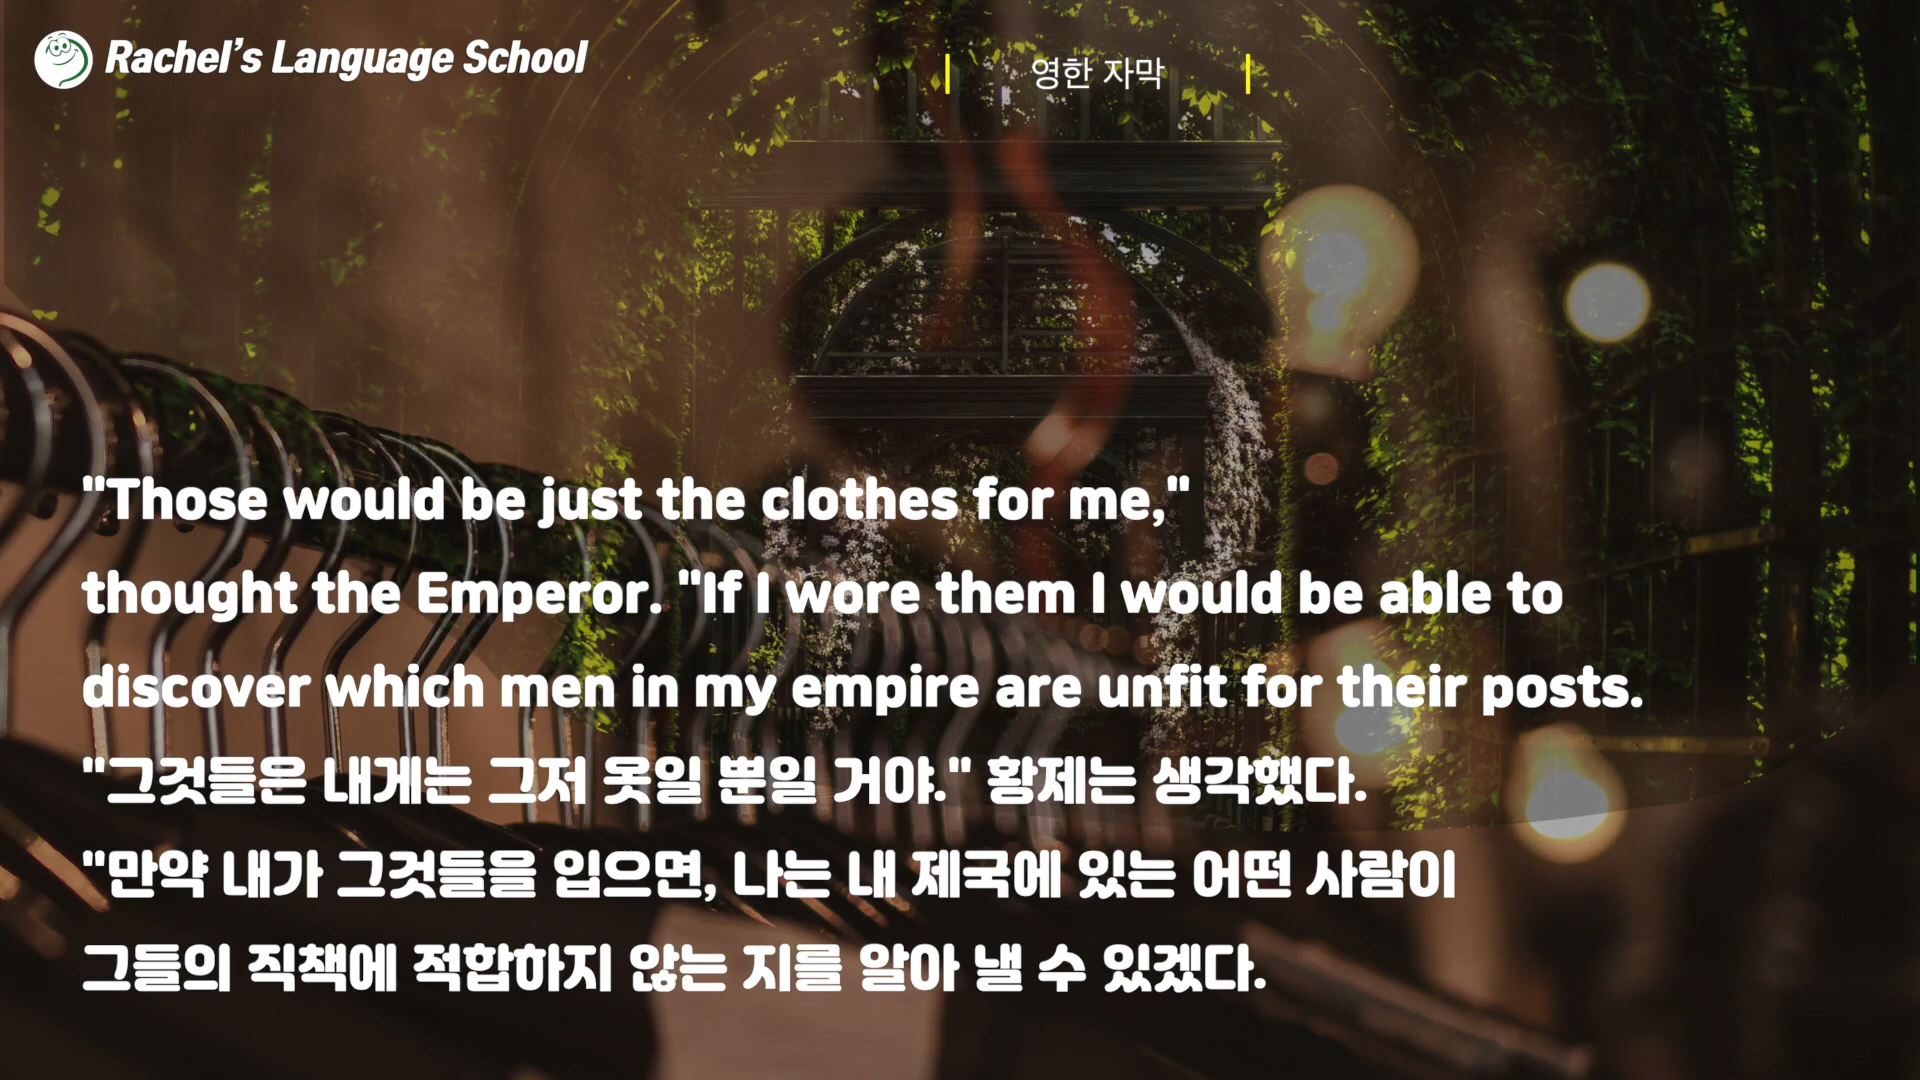 Rachel's Language School
영한 자막
"Those would be just the clothes for me,"
thought the Emperor. "If I wore them I would be able to
discover which men in my empire are unfit for their posts.
"그것들은 내게는 그저 옷일 뿐일 거야." 황제는 생각했다.
"만약 내가 그것들을 입으면, 나는 내 제국에 있는 어떤 사람이
그들의 직책에 적합하지 않는 지를 알아 낼 수 있겠다.